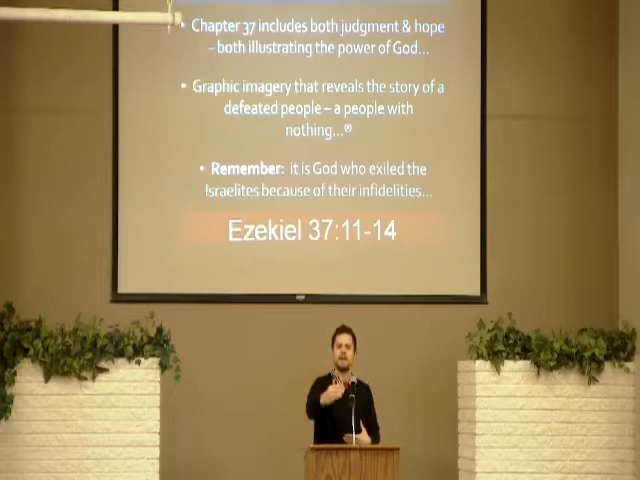 • Chapter 37 includes both judgment & hope
– both illustrating the power of God...
• Graphic imagery that reveals the story of a
defeated people – a people with
nothing...®
• Remember: it is God who exiled the
Israelites because of their infidelities...
Ezekiel 37:11-14